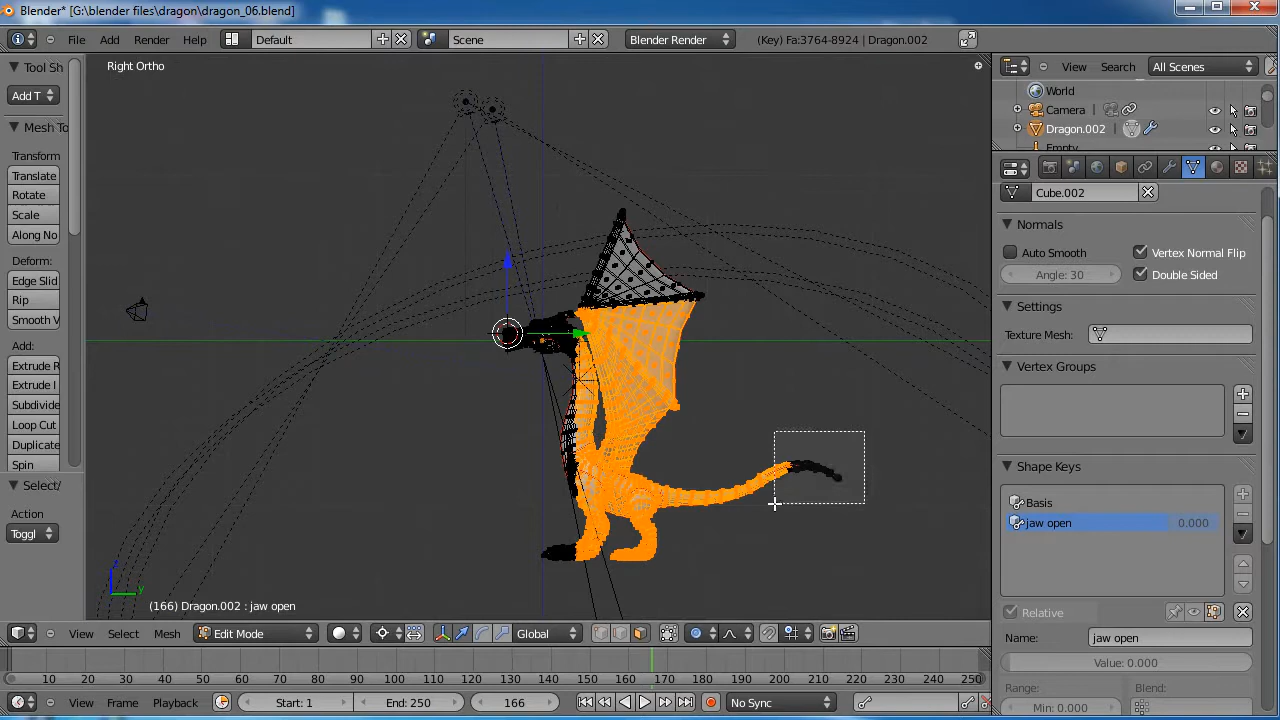 Blender* [G:\blender files\dragon\dragon_06.blend]
File Add Render Help Default Scene Blender Render (Key) Fa:3764-8924 | Dragon.002
View Search All Scenes
World
Camera
Dragon.002
Empty
Right Ortho
Tool Sh
Add T
Mesh To
Transform
Translate
Rotate
Scale
Along No
Deform:
Edge Slid
Rip
Smooth V
Add:
Extrude R
Extrude I
Subdivide
Loop Cut
Duplicate
Spin
Select/
Action
Toggl
z
y
(166) Dragon.002 : jaw open
Cube.002
Normals
Auto Smooth Vertex Normal Flip
Angle: 30 Double Sided
Settings
Texture Mesh:
Vertex Groups
Shape Keys
Basis
jaw open 0.000
Relative
Name: jaw open
Value: 0.000
Range: Blend:
Min: 0.000
View Select Mesh Edit Mode Global
10 20 30 40 50 60 70 80 90 100 110 120 130 140 150 160 170 180 190 200 210 220 230 240 250
View Frame Playback Start: 1 End: 250 166 No Sync